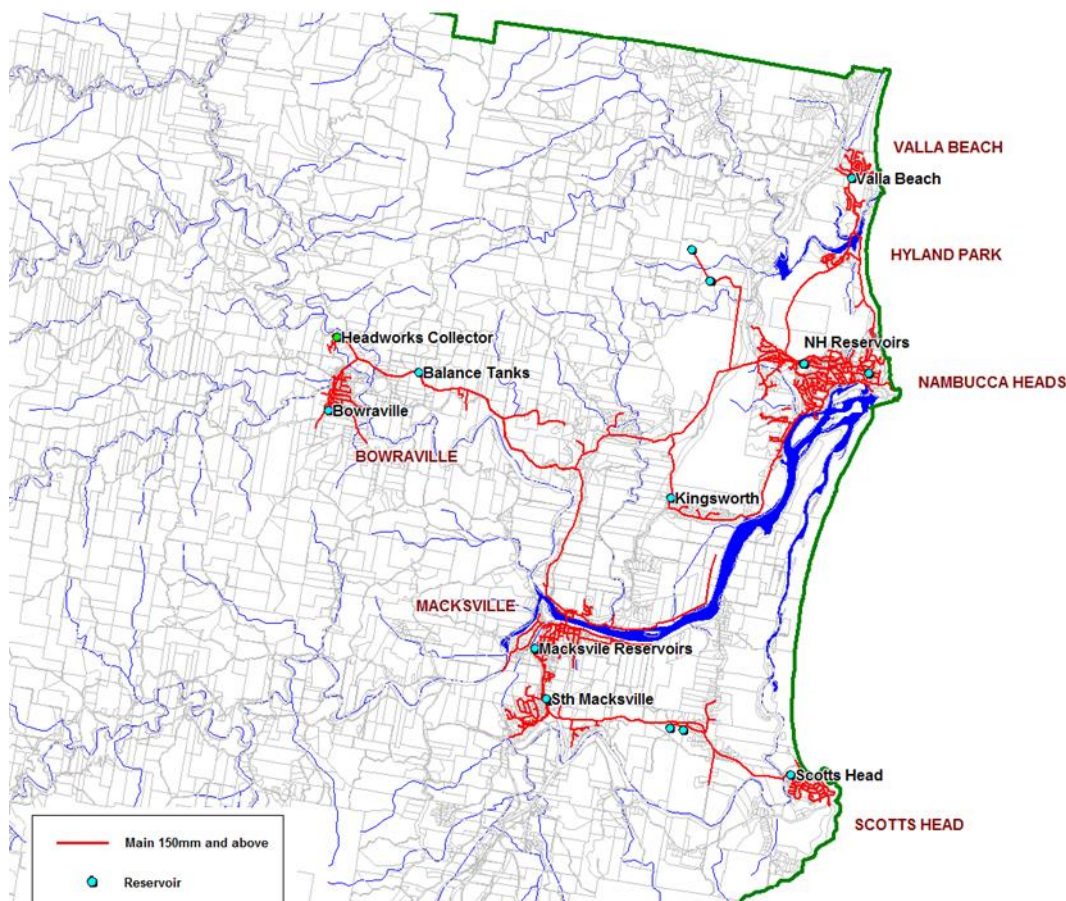 VALLA BEACH
Valla Beach
HYLAND PARK
Headworks Collector
NH Reservoirs
Balance Tanks
NAMBUCCA HEADS
Bowraville
BOWRAVILLE
Kingsworth
MACKSVILLE
Macksvile Reservoirs
Sth Macksville
Scotts Head
SCOTTS HEAD
Main 150mm and above
Reservoir